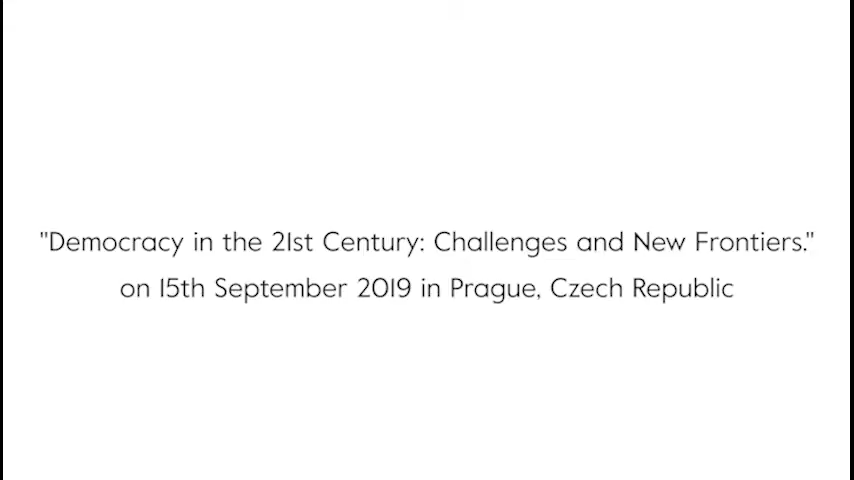 "Democracy in the 21st Century: Challenges and New Frontiers."
on 15th September 2019 in Prague, Czech Republic